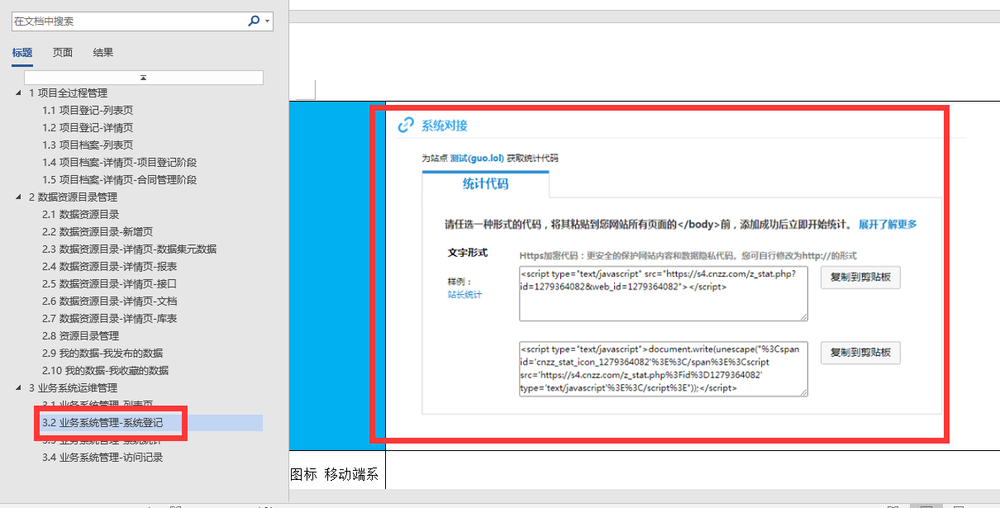 在文档中搜索
标题 页面 结果
1 项目全过程管理
1.1 项目登记-列表页
1.2 项目登记-详情页
1.3 项目档案-列表页
1.4 项目档案-详情页-项目登记阶段
1.5 项目档案-详情页-合同管理阶段
2 数据资源目录管理
2.1 数据资源目录
2.2 数据资源目录-新增页
2.3 数据资源目录-详情页-数据集元数据
2.4 数据资源目录-详情页-报表
2.5 数据资源目录-详情页-接口
2.6 数据资源目录-详情页-文档
2.7 数据资源目录-详情页-库表
2.8 资源目录管理
2.9 我的数据-我发布的数据
2.10 我的数据-我收藏的数据
3 业务系统运维管理
3.1 业务系统管理-列表页
3.2 业务系统管理-系统登记
3.3 业务系统管理-系统统计
3.4 业务系统管理-访问记录
系统对接
为站点 测试(guo.lol) 获取统计代码
统计代码
请任选一种形式的代码，将其粘贴到您网站所有页面的</body>前，添加成功后立即开始统计。 展开了解更多
文字形式
Https加密代码：更安全的保护网站内容和数据隐私代码。您可自行修改为http://的形式
样例：
站长统计
<script type="text/javascript" src="https://s4.cnzz.com/z_stat.php?
id=1279364082&web_id=1279364082"></script>
复制到剪贴板
<script type="text/javascript">document.write(unescape("%3Cspan
id='cnzz_stat_icon_1279364082'%3E%3C/span%3E%3Cscript
src='https://s4.cnzz.com/z_stat.php%3Fid%3D1279364082'
type='text/javascript'%3E%3C/script%3E"));</script>
复制到剪贴板
图标 移动端系